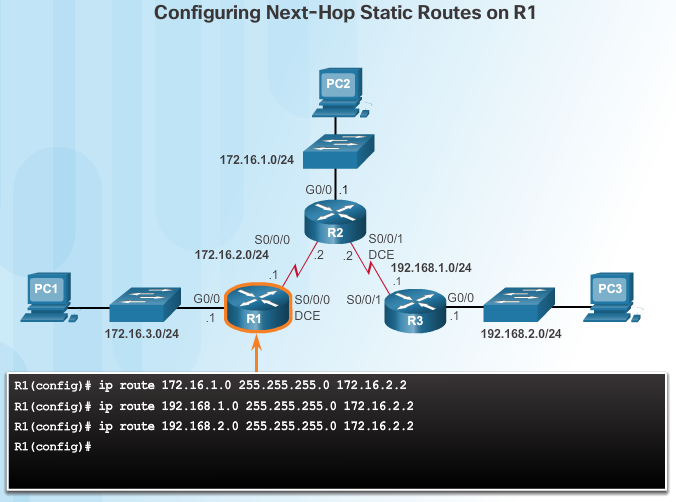 Configuring Next-Hop Static Routes on R1
PC2
172.16.1.0/24
G0/0 .1
R2
S0/0/0
S0/0/1
DCE
172.16.2.0/24
.2
.2
192.168.1.0/24
.1
.1
PC1
G0/0
.1
R1
S0/0/0
DCE
S0/0/1
R3
G0/0
.1
PC3
172.16.3.0/24
192.168.2.0/24
R1(config)# ip route 172.16.1.0 255.255.255.0 172.16.2.2
R1(config)# ip route 192.168.1.0 255.255.255.0 172.16.2.2
R1(config)# ip route 192.168.2.0 255.255.255.0 172.16.2.2
R1(config)#